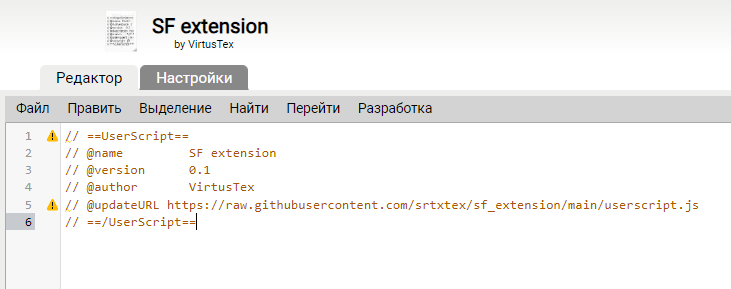 SF extension
by VirtusTex
Редактор Настройки
Файл Править Выделение Найти Перейти Разработка
1 // ==UserScript==
2 // @name SF extension
3 // @version 0.1
4 // @author VirtusTex
5 // @updateURL https://raw.githubusercontent.com/srtxtex/sf_extension/main/userscript.js
6 // ==/UserScript==